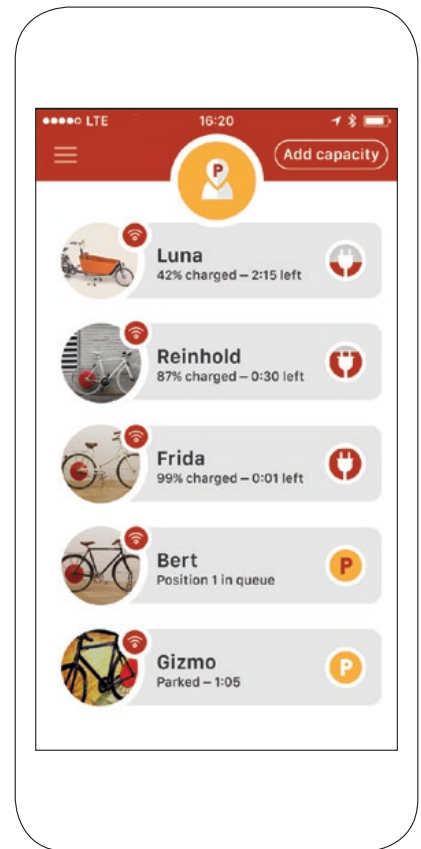 LTE 16:20
P
Add capacity
Luna
42% charged – 2:15 left
Reinhold
87% charged – 0:30 left
Frida
99% charged – 0:01 left
Bert
Position 1 in queue
P
Gizmo
Parked – 1:05
P